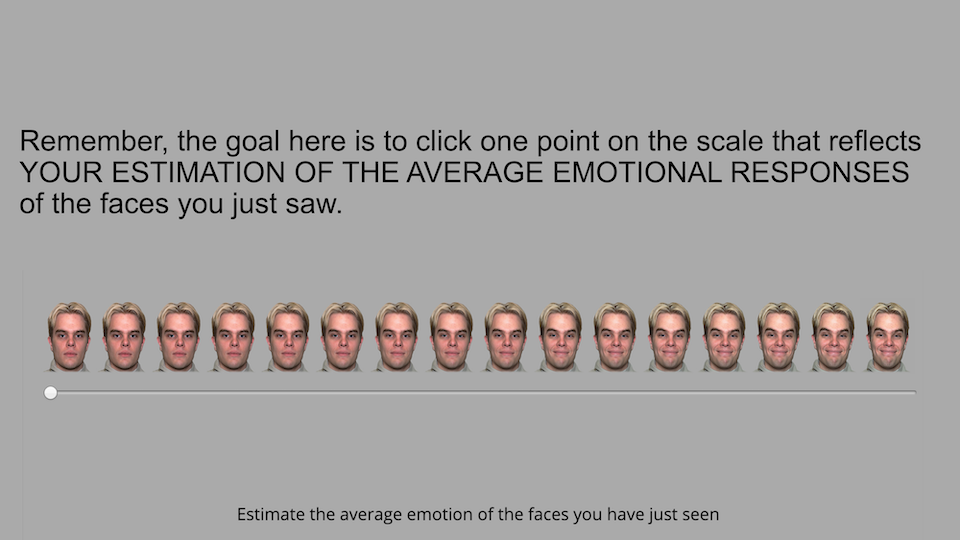 Remember, the goal here is to click one point on the scale that reflects
YOUR ESTIMATION OF THE AVERAGE EMOTIONAL RESPONSES
of the faces you just saw.
Estimate the average emotion of the faces you have just seen